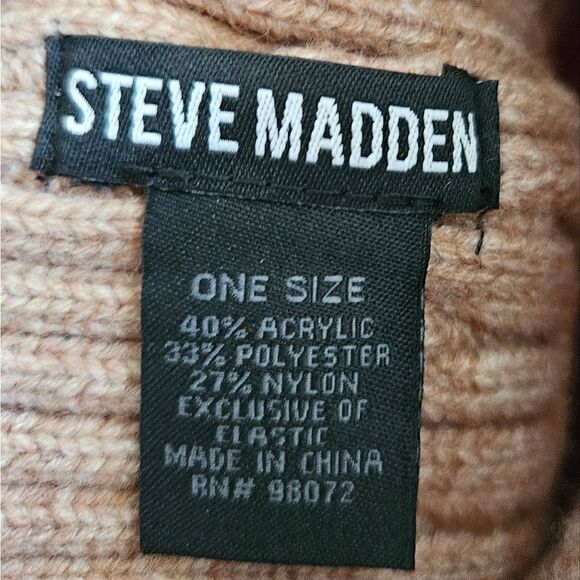 STEVE MADDEN
ONE SIZE
40% ACRYLIC
33% POLYESTER
27% NYLON
EXCLUSIVE OF
ELASTIC
MADE IN CHINA
RN# 98072